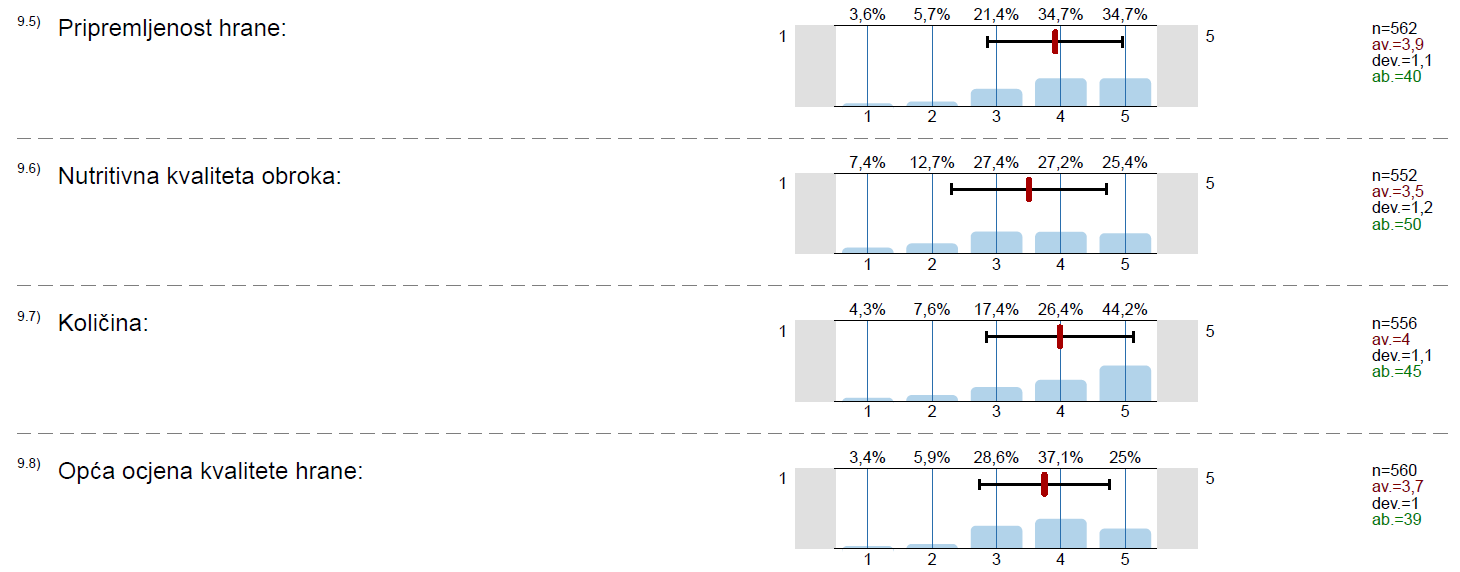 9.5) Pripremljenost hrane:
3,6% 5,7% 21,4% 34,7% 34,7%
1 5
1 2 3 4 5
n=562
av.=3,9
dev.=1,1
ab.=40
9.6) Nutritivna kvaliteta obroka:
7,4% 12,7% 27,4% 27,2% 25,4%
1 5
1 2 3 4 5
n=552
av.=3,5
dev.=1,2
ab.=50
9.7) Količina:
4,3% 7,6% 17,4% 26,4% 44,2%
1 5
1 2 3 4 5
n=556
av.=4
dev.=1,1
ab.=45
9.8) Opća ocjena kvalitete hrane:
3,4% 5,9% 28,6% 37,1% 25%
1 5
1 2 3 4 5
n=560
av.=3,7
dev.=1
ab.=39